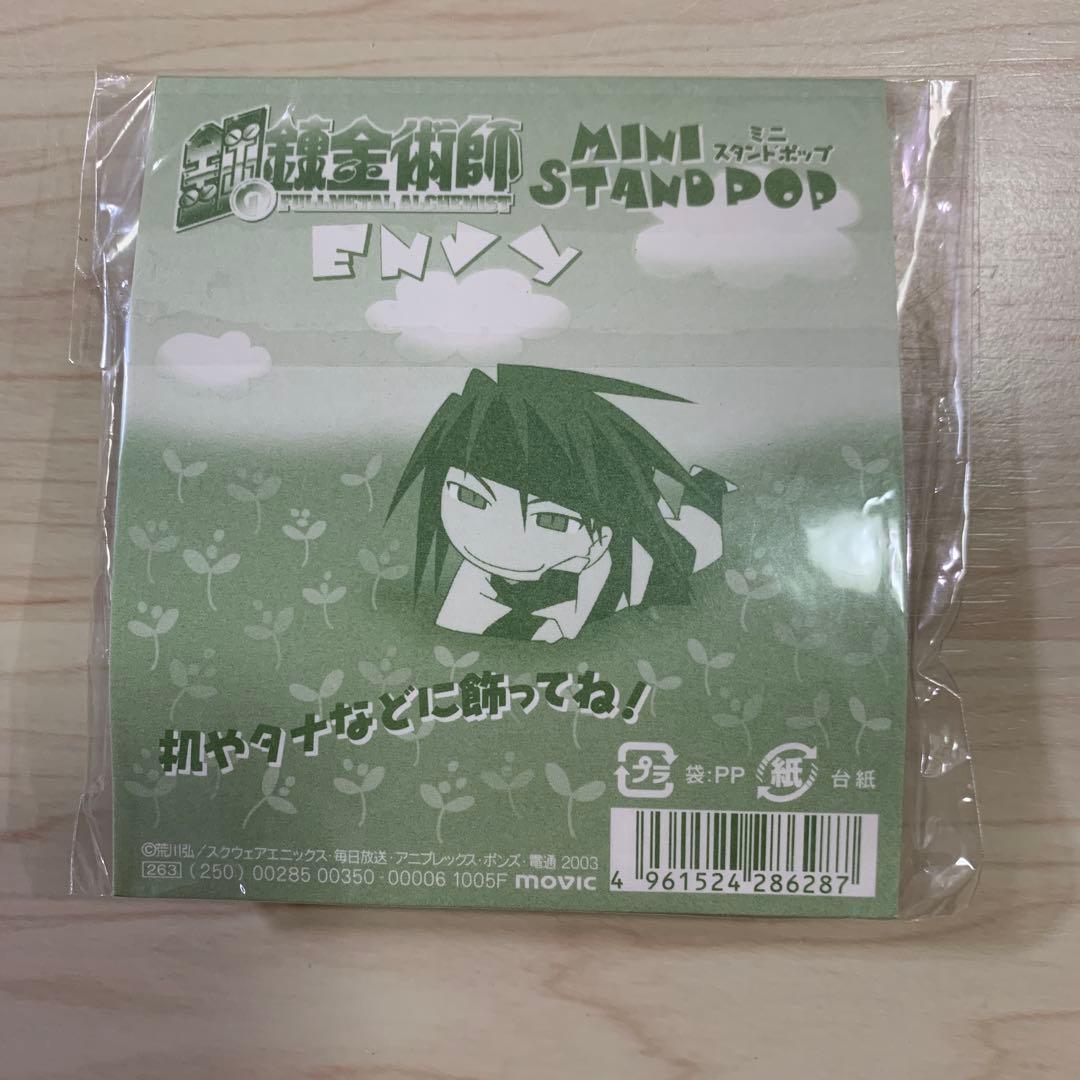 鋼の錬金術師
FULLMETAL ALCHEMIST
MINI ミニ
STAND POP スタンドポップ
ENVY
机やタナなどに飾ってね!
プラ 袋:PP 紙 台紙
©荒川弘/スクウェアエニックス・毎日放送・アニプレックス・ボンズ・電通 2003
263 (250) 00285 00350-00006 1005F movic
4 961524 286287